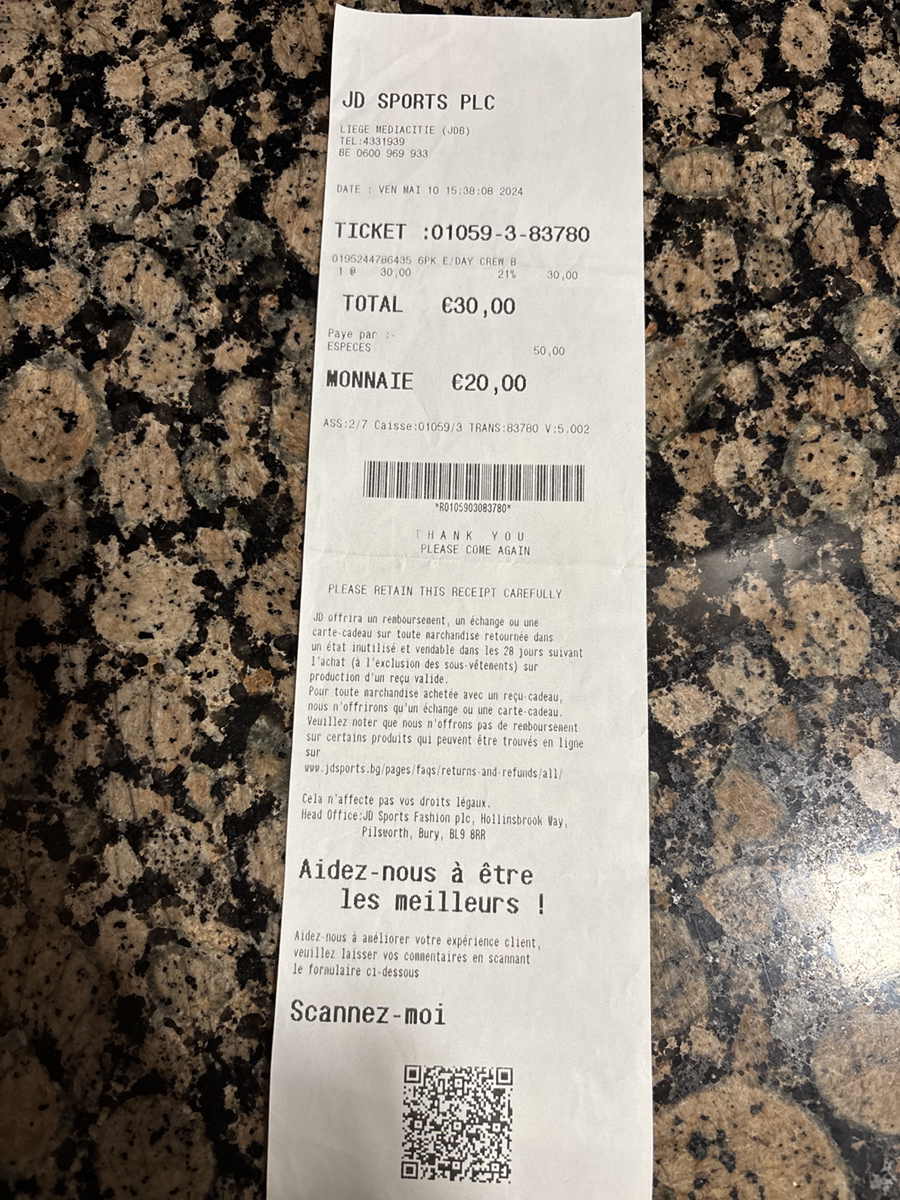 JD SPORTS PLC
LIEGE MEDIACITIE (JDB)
TEL:4331939
BE 0600 969 933
DATE : VEN MAI 10 15:38:08 2024
TICKET :01059-3-83780
0195244786435 6PK E/DAY CREW B
1 @ 30,00 21% 30,00
TOTAL €30,00
Paye par :-
ESPECES 50,00
MONNAIE €20,00
ASS:2/7 Caisse:01059/3 TRANS:83780 V:5.002
*R0105903083780*
THANK YOU
PLEASE COME AGAIN
PLEASE RETAIN THIS RECEIPT CAREFULLY
JD offrira un remboursement, un échange ou une
carte-cadeau sur toute marchandise retournée dans
un état inutilisé et vendable dans les 28 jours suivant
l'achat (à l'exclusion des sous-vêtements) sur
production d'un reçu valide.
Pour toute marchandise achetée avec un reçu-cadeau,
nous n'offrirons qu'un échange ou une carte-cadeau.
Veuillez noter que nous n'offrons pas de remboursement
sur certains produits qui peuvent être trouvés en ligne
sur
www.jdsports.bg/pages/faqs/returns-and-refunds/all/
Cela n'affecte pas vos droits légaux.
Head Office:JD Sports Fashion plc, Hollinsbrook Way,
Pilsworth, Bury, BL9 8RR
Aidez-nous à être
les meilleurs !
Aidez-nous à améliorer votre expérience client,
veuillez laisser vos commentaires en scannant
le formulaire ci-dessous
Scannez-moi